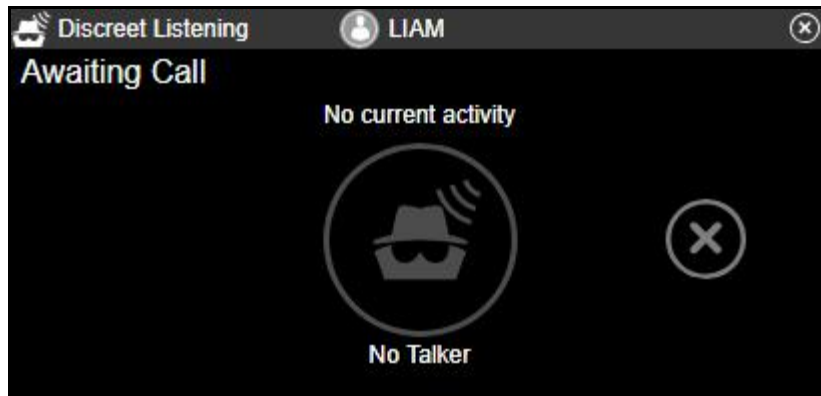 Discreet Listening LIAM
Awaiting Call
No current activity
No Talker